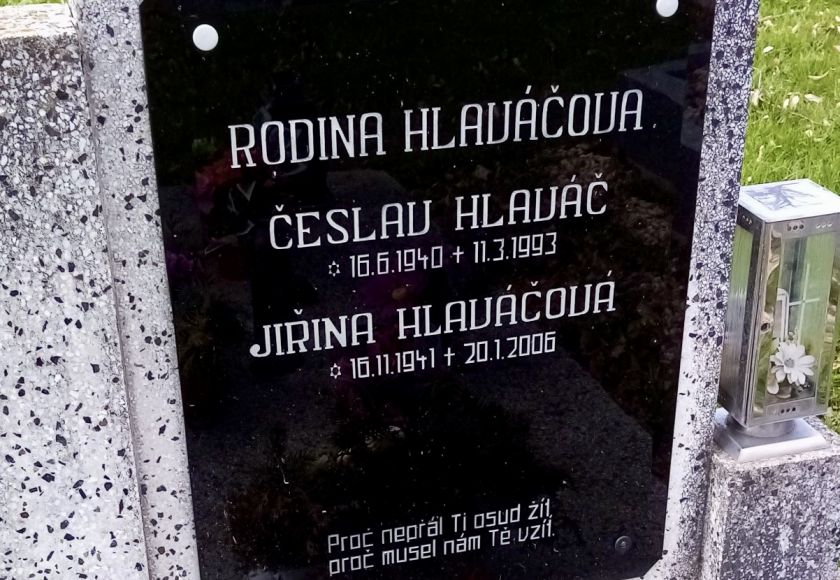 RODINA HLAVÁČOVA
ČESLAV HLAVÁČ
✡ 16.6.1940 ✝ 11.3.1993
JIŘINA HLAVÁČOVÁ
✡ 16.11.1941 ✝ 20.1.2006
Proč nepřál Ti osud žít,
proč musel nám Tě vzít.